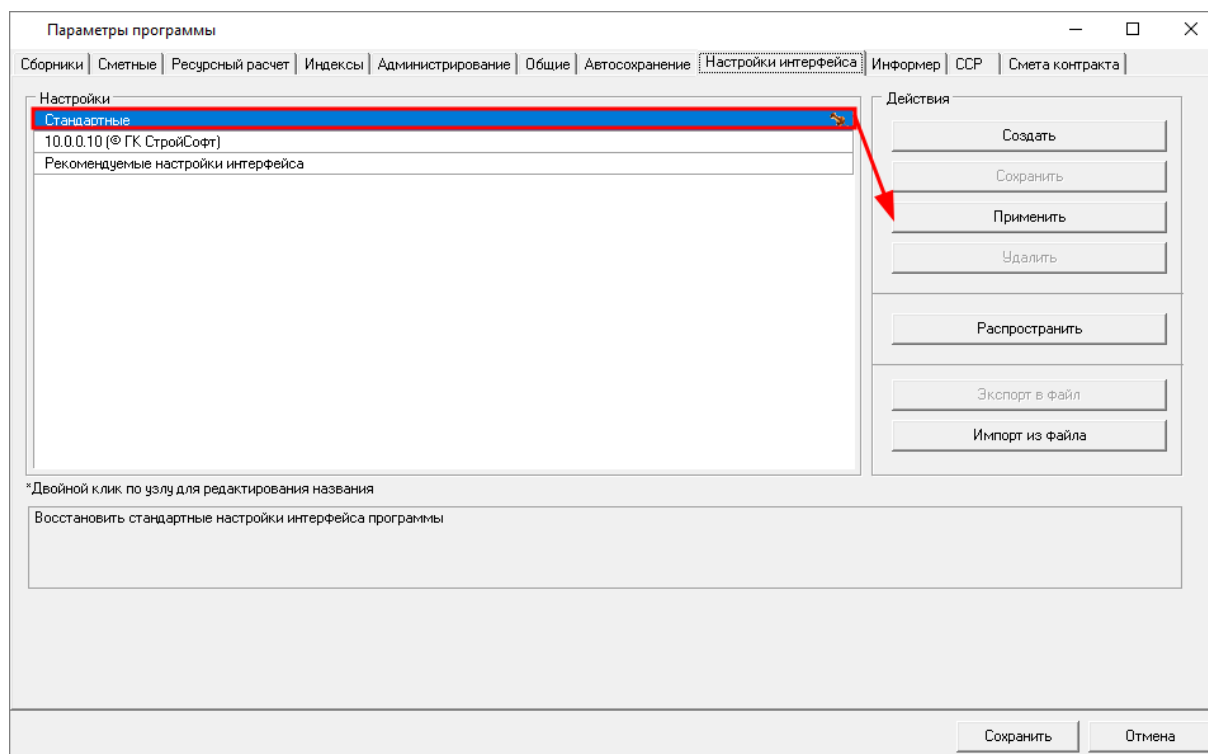 Параметры программы
Сборники Сметные Ресурсный расчет Индексы Администрирование Общие Автосохранение Настройки интерфейса Информер ССР Смета контракта
Настройки
Стандартные
10.0.0.10 (© ГК СтройСофт)
Рекомендуемые настройки интерфейса
Действия
Создать
Сохранить
Применить
Удалить
Распространить
Экспорт в файл
Импорт из файла
*Двойной клик по узлу для редактирования названия
Восстановить стандартные настройки интерфейса программы
Сохранить Отмена